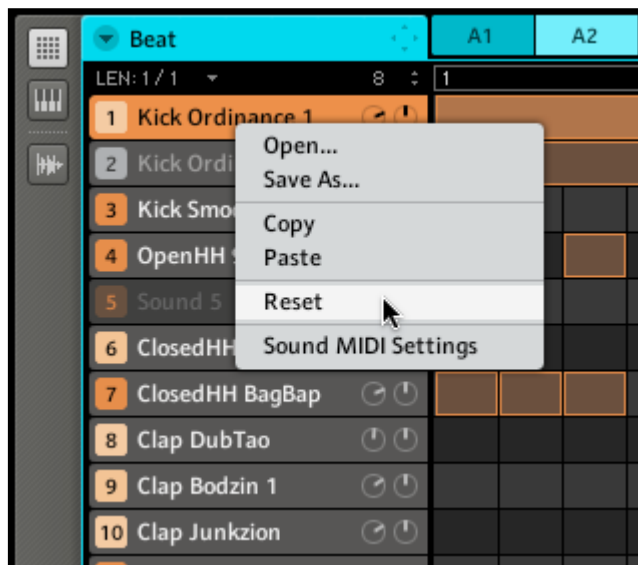 Beat A1 A2
LEN: 1 / 1 8 1
1 Kick Ordinance 1
2 Kick Ordi
3 Kick Smo
4 OpenHH
5 Sound 5
6 ClosedHH
7 ClosedHH BagBap
8 Clap DubTao
9 Clap Bodzin 1
10 Clap Junkzion
Open...
Save As...
Copy
Paste
Reset
Sound MIDI Settings